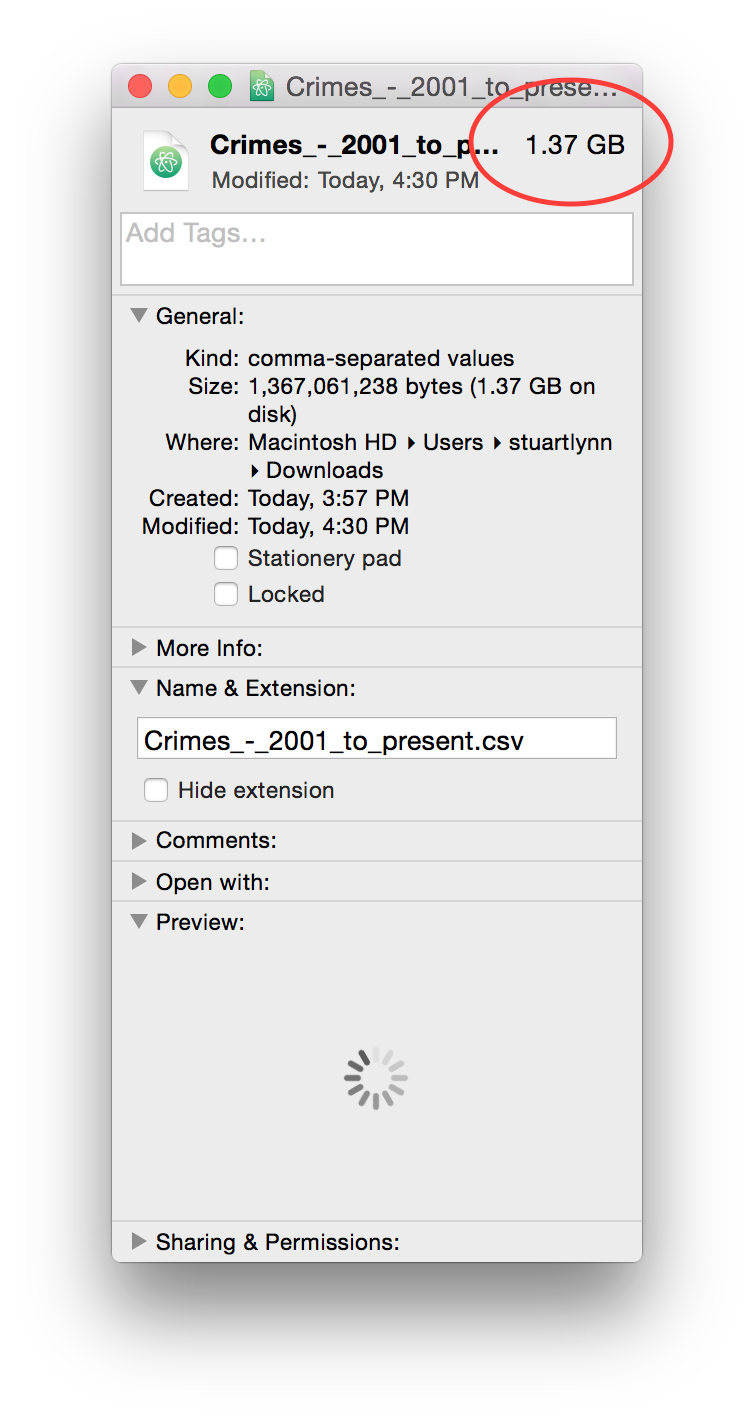 Crimes_-_2001_to_prese...
Crimes_-_2001_to_p... 1.37 GB
Modified: Today, 4:30 PM
Add Tags...
General:
Kind: comma-separated values
Size: 1,367,061,238 bytes (1.37 GB on
disk)
Where: Macintosh HD ▸ Users ▸ stuartlynn
▸ Downloads
Created: Today, 3:57 PM
Modified: Today, 4:30 PM
Stationery pad
Locked
More Info:
Name & Extension:
Crimes_-_2001_to_present.csv
Hide extension
Comments:
Open with:
Preview:
Sharing & Permissions: